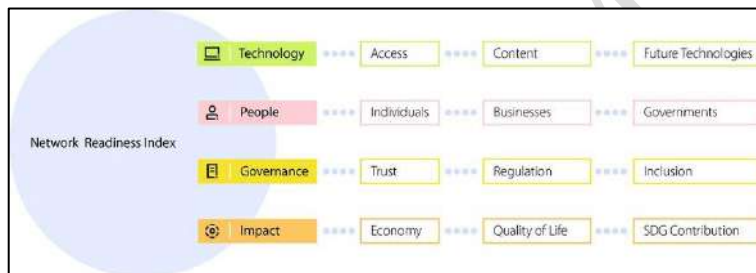 Technology Access Content Future Technologies
People Individuals Businesses Governments
Network Readiness Index
Governance Trust Regulation Inclusion
Impact Economy Quality of Life SDG Contribution